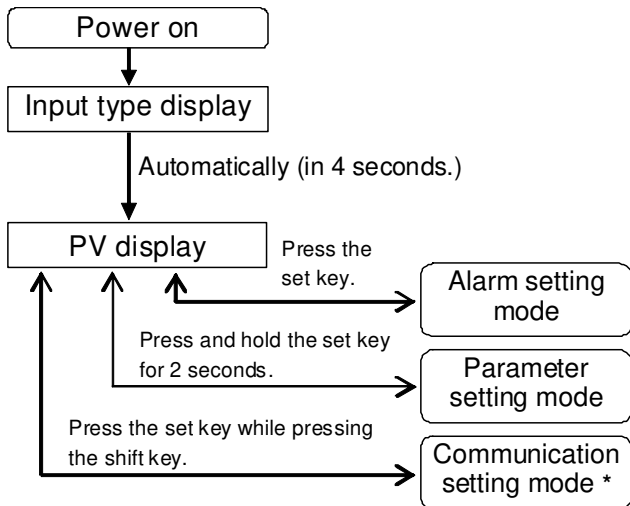 Power on
Input type display
Automatically (in 4 seconds.)
PV display
Press the
set key.
Alarm setting
mode
Press and hold the set key
for 2 seconds.
Parameter
setting mode
Press the set key while pressing
the shift key.
Communication
setting mode *